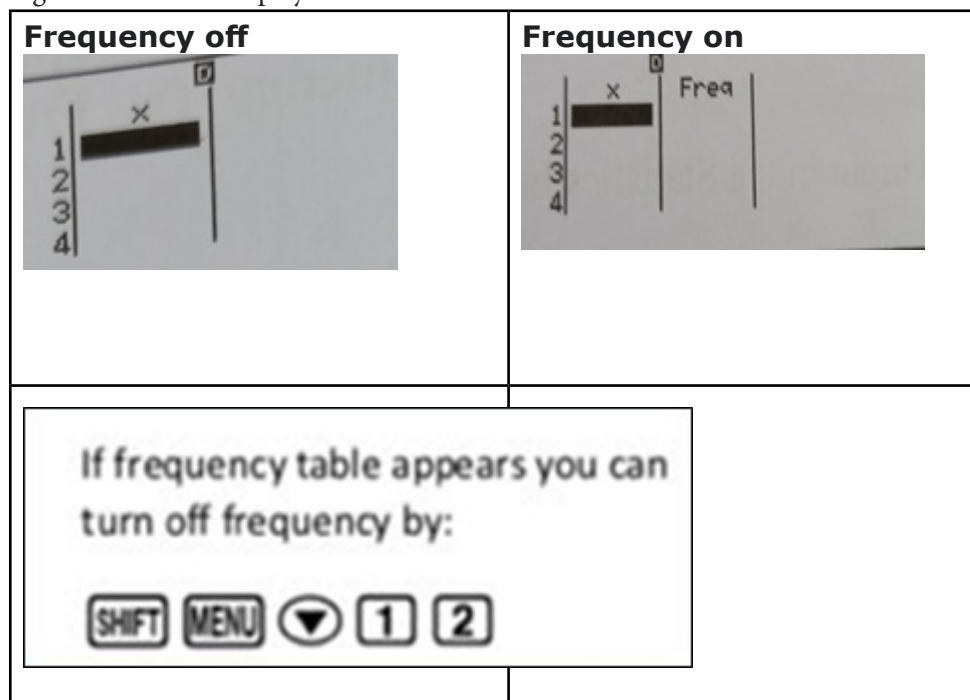 Frequency off
Frequency on
x
1
2
3
4
x Freq
1
2
3
4
If frequency table appears you can
turn off frequency by:
SHIFT MENU ▼ 1 2